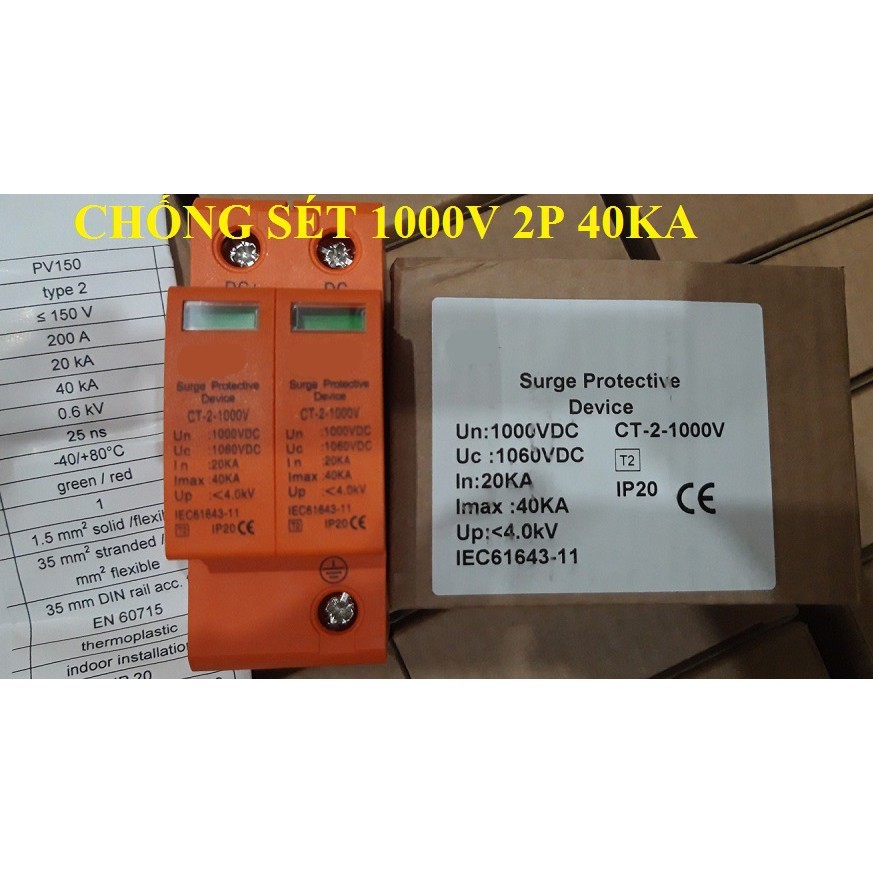 CHỐNG SÉT 1000V 2P 40KA
PV150
type 2
≤ 150 V
200 A
20 kA
40 kA
0.6 kV
25 ns
-40/+80°C
green / red
1
1.5 mm² solid /flexi
35 mm² stranded /
mm² flexible
35 mm DIN rail acc.
EN 60715
thermoplastic
indoor installation
IP 20
Surge Protective
Device
CT-2-1000V
Un :1000VDC
Uc :1060VDC
In :20KA
Imax :40KA
Up :<4.0kV
IEC61643-11
T2 IP20 CE
Surge Protective
Device
CT-2-1000V
Un :1000VDC
Uc :1060VDC
In :20KA
Imax :40KA
Up :<4.0kV
IEC61643-11
T2 IP20 CE
Surge Protective
Device
Un:1000VDC CT-2-1000V
Uc :1060VDC T2
In:20KA IP20 CE
Imax :40KA
Up:<4.0kV
IEC61643-11